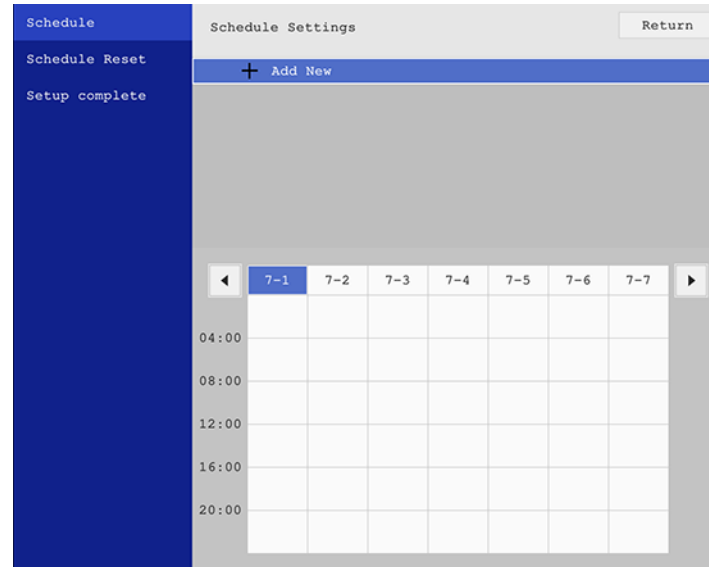 Schedule
Schedule Reset
Setup complete
Schedule Settings
Return
Add New
7-1 7-2 7-3 7-4 7-5 7-6 7-7
04:00
08:00
12:00
16:00
20:00